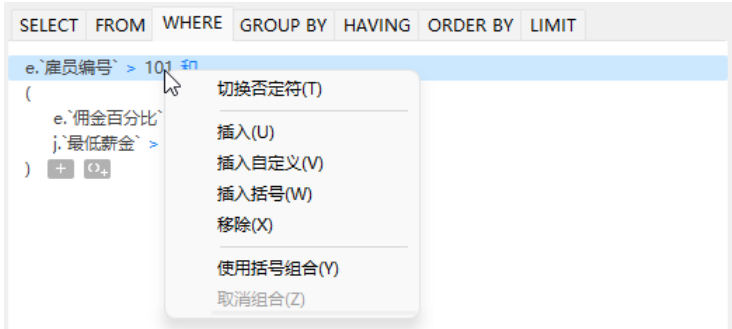 SELECT FROM WHERE GROUP BY HAVING ORDER BY LIMIT
e.`雇员编号` > 101 和
(
e.`佣金百分比`
j.`最低薪金` >
)
切换否定符(T)
插入(U)
插入自定义(V)
插入括号(W)
移除(X)
使用括号组合(Y)
取消组合(Z)